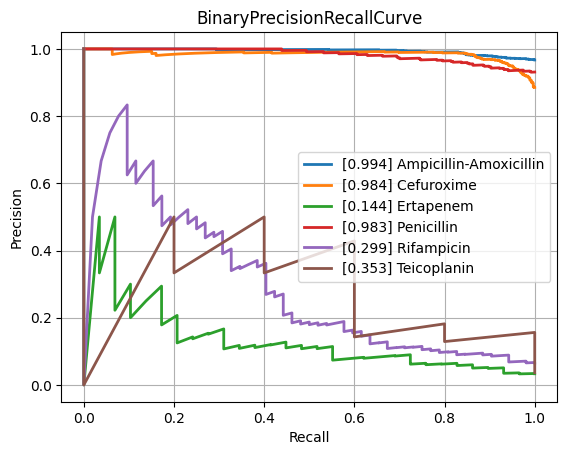 BinaryPrecisionRecallCurve
Precision
1.0
0.8
0.6
0.4
0.2
0.0
[0.994] Ampicillin-Amoxicillin
[0.984] Cefuroxime
[0.144] Ertapenem
[0.983] Penicillin
[0.299] Rifampicin
[0.353] Teicoplanin
0.0 0.2 0.4 0.6 0.8 1.0
Recall